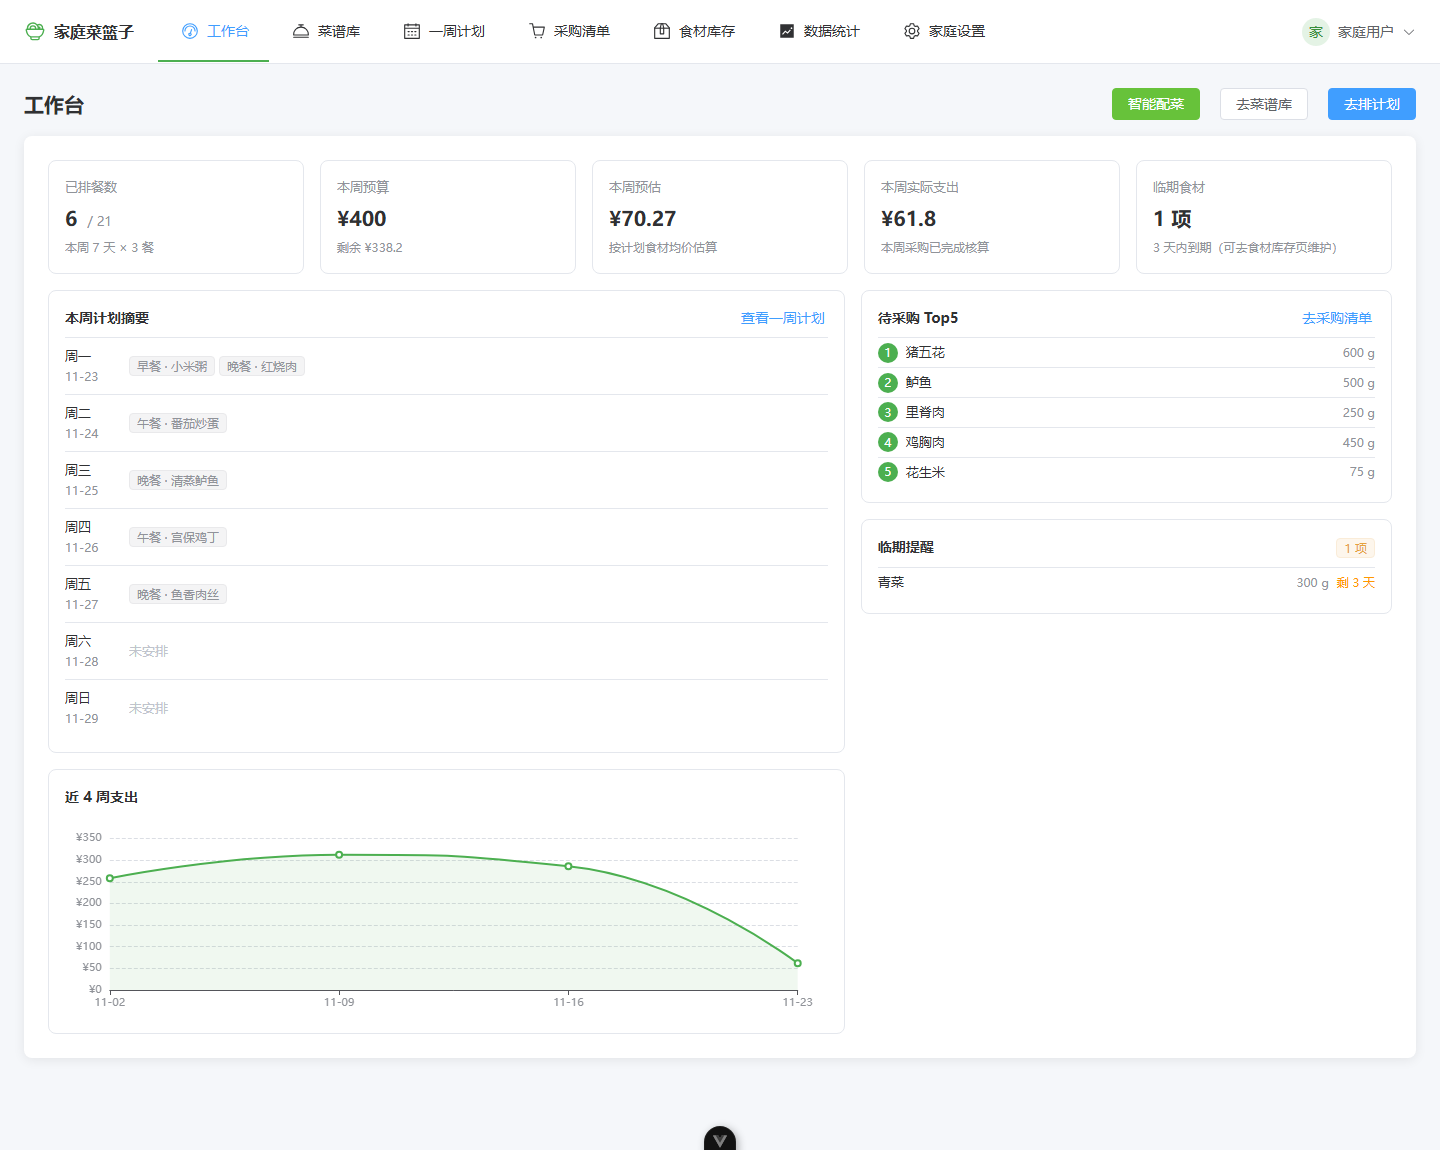 家庭菜篮子
工作台
菜谱库
一周计划
采购清单
食材库存
数据统计
家庭设置
家 家庭用户
工作台
智能配菜
去菜谱库
去排计划
已排餐数
6 / 21
本周 7 天 × 3 餐
本周预算
¥400
剩余 ¥338.2
本周预估
¥70.27
按计划食材均价估算
本周实际支出
¥61.8
本周采购已完成核算
临期食材
1 项
3 天内到期（可去食材库存页维护）
本周计划摘要
查看一周计划
周一
11-23
早餐 · 小米粥
晚餐 · 红烧肉
周二
11-24
午餐 · 番茄炒蛋
周三
11-25
晚餐 · 清蒸鲈鱼
周四
11-26
午餐 · 宫保鸡丁
周五
11-27
晚餐 · 鱼香肉丝
周六
11-28
未安排
周日
11-29
未安排
待采购 Top5
去采购清单
1 猪五花 600 g
2 鲈鱼 500 g
3 里脊肉 250 g
4 鸡胸肉 450 g
5 花生米 75 g
临期提醒
1 项
青菜 300 g 剩 3 天
近 4 周支出
¥350
¥300
¥250
¥200
¥150
¥100
¥50
¥0
11-02 11-09 11-16 11-23